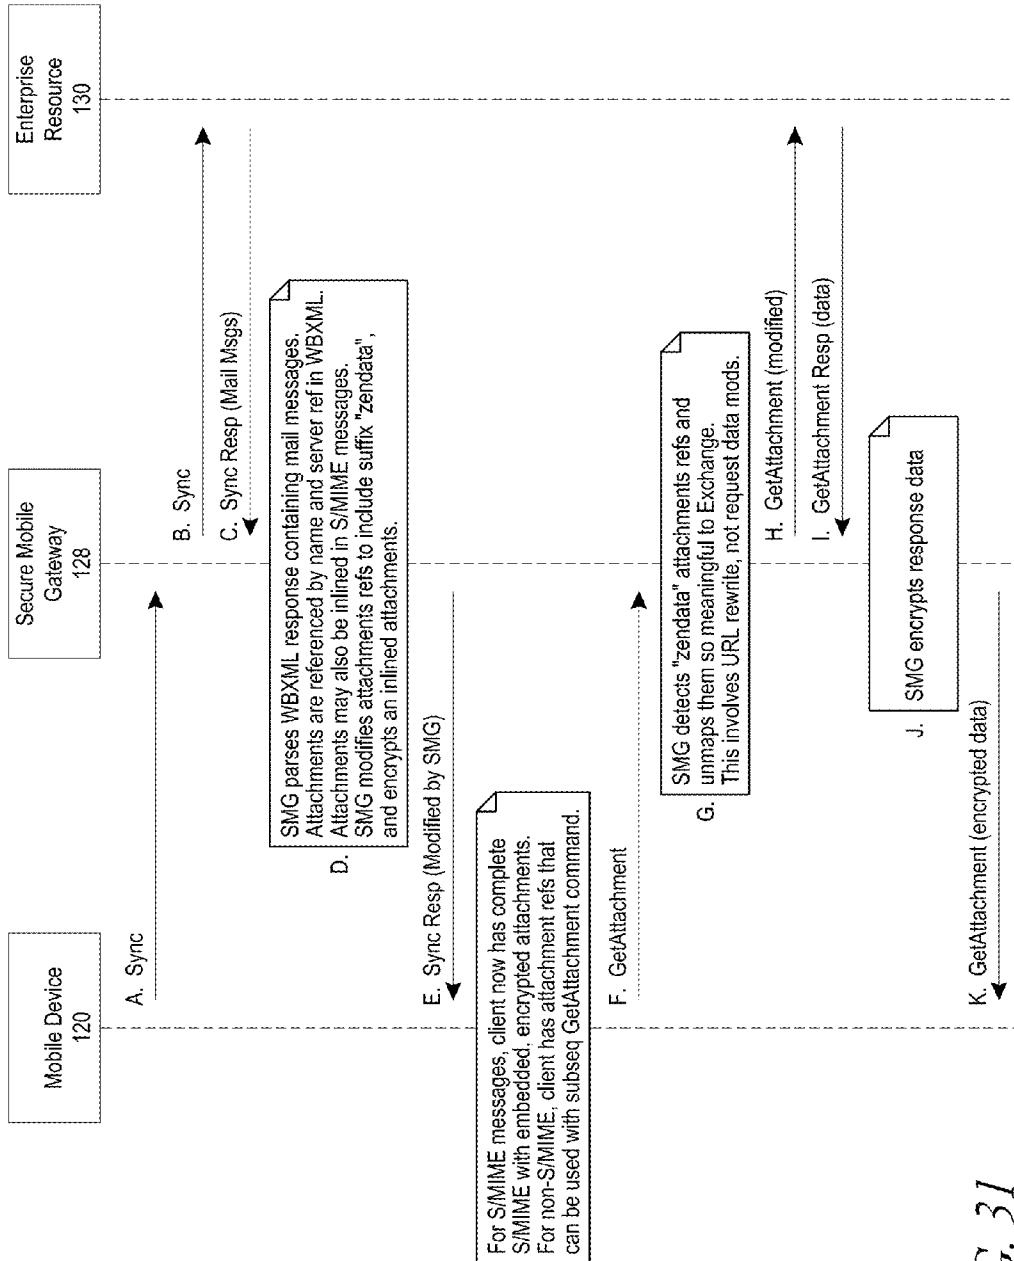 Mobile Device
120
Secure Mobile
Gateway
128
Enterprise
Resource
130
A. Sync
B. Sync
C. Sync Resp (Mail Msgs)
D.
SMG parses WBXML response containing mail messages.
Attachments are referenced by name and server ref in WBXML.
Attachments may also be inlined in S/MIME messages.
SMG modifies attachments refs to include suffix "zendata",
and encrypts an inlined attachments.
E. Sync Resp (Modified by SMG)
For S/MIME messages, client now has complete
S/MIME with embedded, encrypted attachments.
For non-S/MIME, client has attachment refs that
can be used with subseq GetAttachment command.
F. GetAttachment
G.
SMG detects "zendata" attachments refs and
unmaps them so meaningful to Exchange.
This involves URL rewrite, not request data mods.
H. GetAttachment (modified)
I. GetAttachment Resp (data)
J. SMG encrypts response data
K. GetAttachment (encrypted data)
G. 31